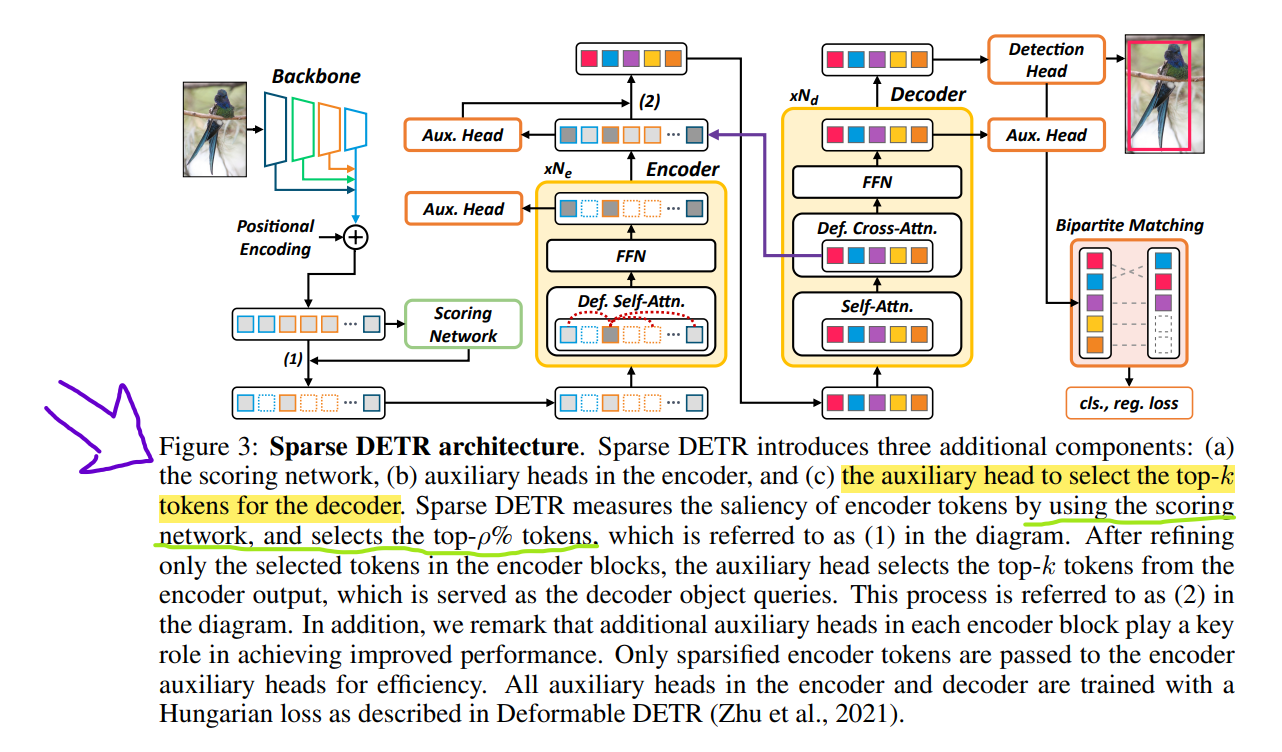 Backbone
Positional
Encoding
Scoring
Network
(1)
(2)
Aux. Head
xNe
Encoder
Aux. Head
FFN
Def. Self-Attn.
xNd
Decoder
FFN
Def. Cross-Attn.
Self-Attn.
Detection
Head
Aux. Head
Bipartite Matching
cls., reg. loss
Figure 3: Sparse DETR architecture. Sparse DETR introduces three additional components: (a)
the scoring network, (b) auxiliary heads in the encoder, and (c) the auxiliary head to select the top-k
tokens for the decoder. Sparse DETR measures the saliency of encoder tokens by using the scoring
network, and selects the top-ρ% tokens, which is referred to as (1) in the diagram. After refining
only the selected tokens in the encoder blocks, the auxiliary head selects the top-k tokens from the
encoder output, which is served as the decoder object queries. This process is referred to as (2) in
the diagram. In addition, we remark that additional auxiliary heads in each encoder block play a key
role in achieving improved performance. Only sparsified encoder tokens are passed to the encoder
auxiliary heads for efficiency. All auxiliary heads in the encoder and decoder are trained with a
Hungarian loss as described in Deformable DETR (Zhu et al., 2021).